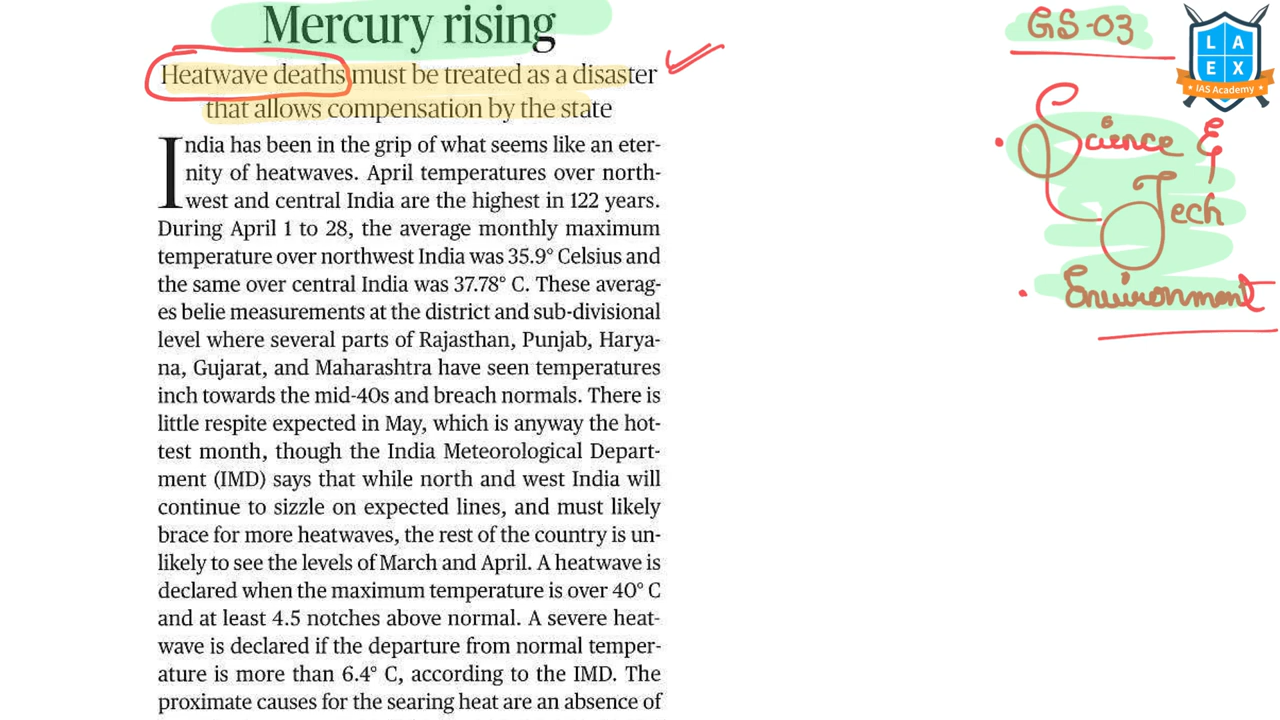 Mercury rising
Heatwave deaths must be treated as a disaster
that allows compensation by the state
India has been in the grip of what seems like an eter-
nity of heatwaves. April temperatures over north-
west and central India are the highest in 122 years.
During April 1 to 28, the average monthly maximum
temperature over northwest India was 35.9° Celsius and
the same over central India was 37.78° C. These averag-
es belie measurements at the district and sub-divisional
level where several parts of Rajasthan, Punjab, Harya-
na, Gujarat, and Maharashtra have seen temperatures
inch towards the mid-40s and breach normals. There is
little respite expected in May, which is anyway the hot-
test month, though the India Meteorological Depart-
ment (IMD) says that while north and west India will
continue to sizzle on expected lines, and must likely
brace for more heatwaves, the rest of the country is un-
likely to see the levels of March and April. A heatwave is
declared when the maximum temperature is over 40° C
and at least 4.5 notches above normal. A severe heat-
wave is declared if the departure from normal temper-
ature is more than 6.4° C, according to the IMD. The
proximate causes for the searing heat are an absence of
GS-03
Science &
Tech
Environment
L A
E X
IAS Academy